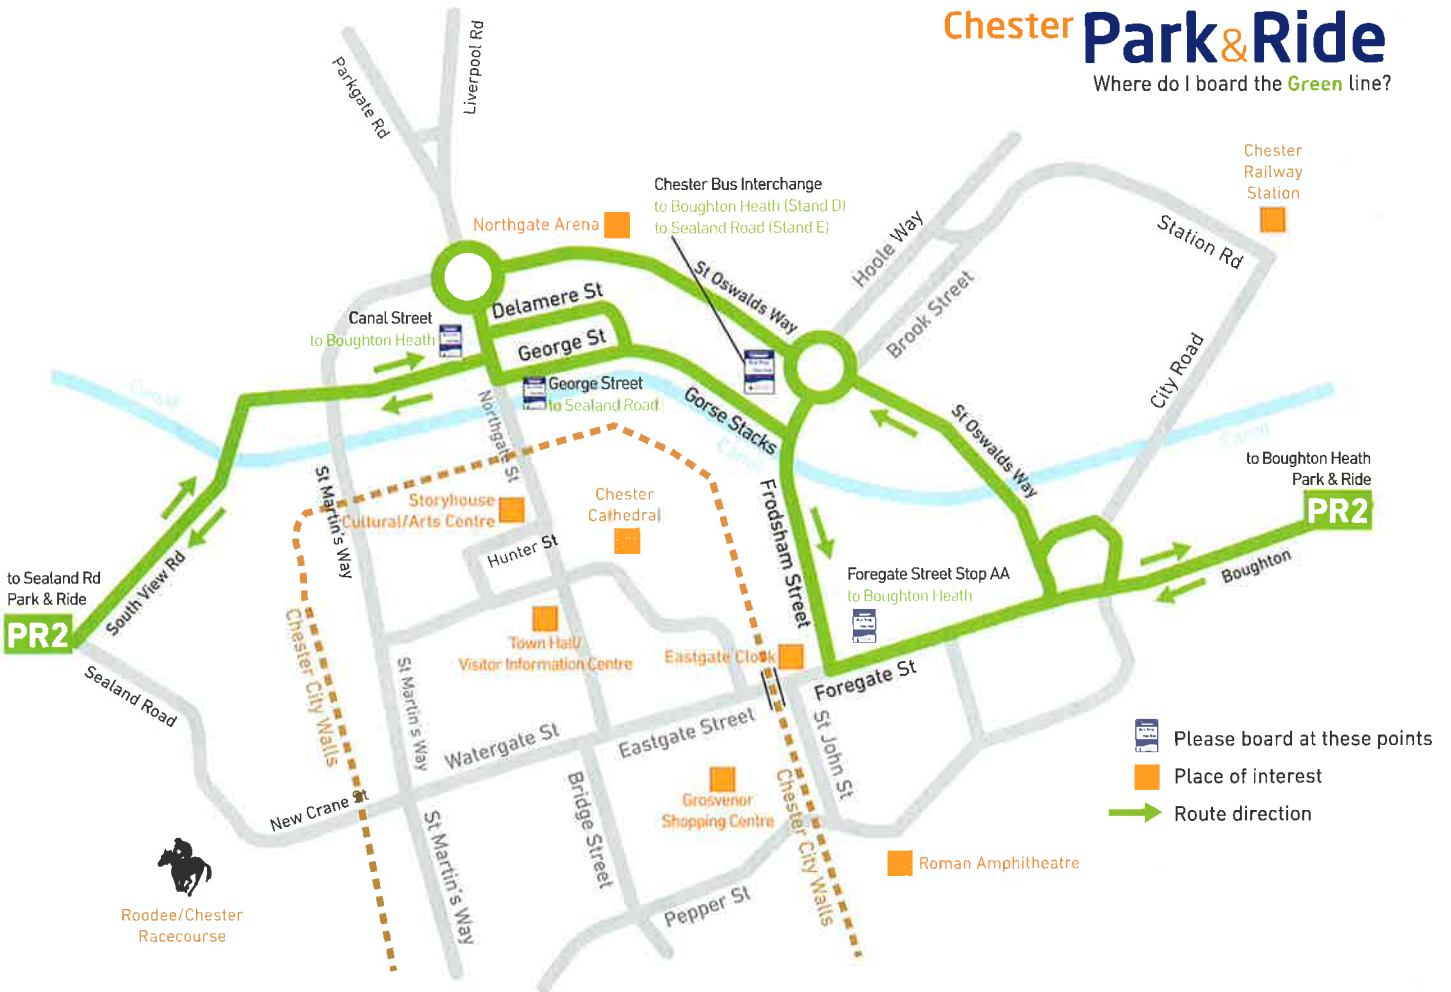 Chester Park&Ride
Where do I board the Green line?
Parkgate Rd
Liverpool Rd
Chester
Railway
Station
Chester Bus Interchange
to Boughton Heath (Stand D)
to Sealand Road (Stand E)
Northgate Arena
Hoole Way
Station Rd
St Oswalds Way
Brook Street
Delamere St
Canal Street
to Boughton Heath
George St
City Road
George Street
to Sealand Road
Canal
Northgate St
Gorse Stacks
Canal
St Oswalds Way
Canal
to Boughton Heath
Park & Ride
PR2
St Martin's Way
Storyhouse
Cultural/Arts Centre
Chester
Cathedral
Hunter St
Frodsham Street
Foregate Street Stop AA
to Boughton Heath
Boughton
South View Rd
to Sealand Rd
Park & Ride
PR2
Chester City Walls
Town Hall/
Visitor Information Centre
Eastgate Clock
Foregate St
Sealand Road
St Martin's Way
Watergate St
Eastgate Street
St John St
Please board at these points
Place of interest
Route direction
New Crane St
Bridge Street
Grosvenor
Shopping Centre
Chester City Walls
St Martin's Way
Roman Amphitheatre
Pepper St
Roodee/Chester
Racecourse